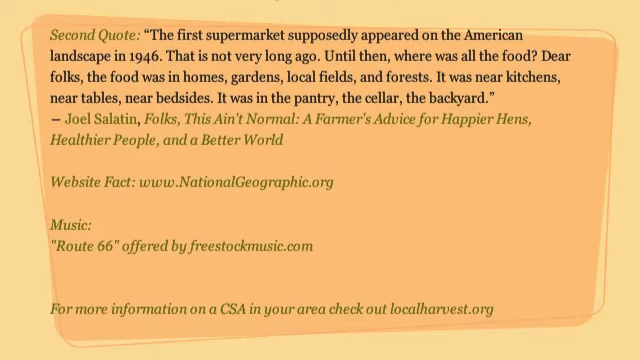 Second Quote: “The first supermarket supposedly appeared on the American
landscape in 1946. That is not very long ago. Until then, where was all the food? Dear
folks, the food was in homes, gardens, local fields, and forests. It was near kitchens,
near tables, near bedsides. It was in the pantry, the cellar, the backyard.”
― Joel Salatin, Folks, This Ain't Normal: A Farmer's Advice for Happier Hens,
Healthier People, and a Better World
Website Fact: www.NationalGeographic.org
Music:
"Route 66" offered by freestockmusic.com
For more information on a CSA in your area check out localharvest.org